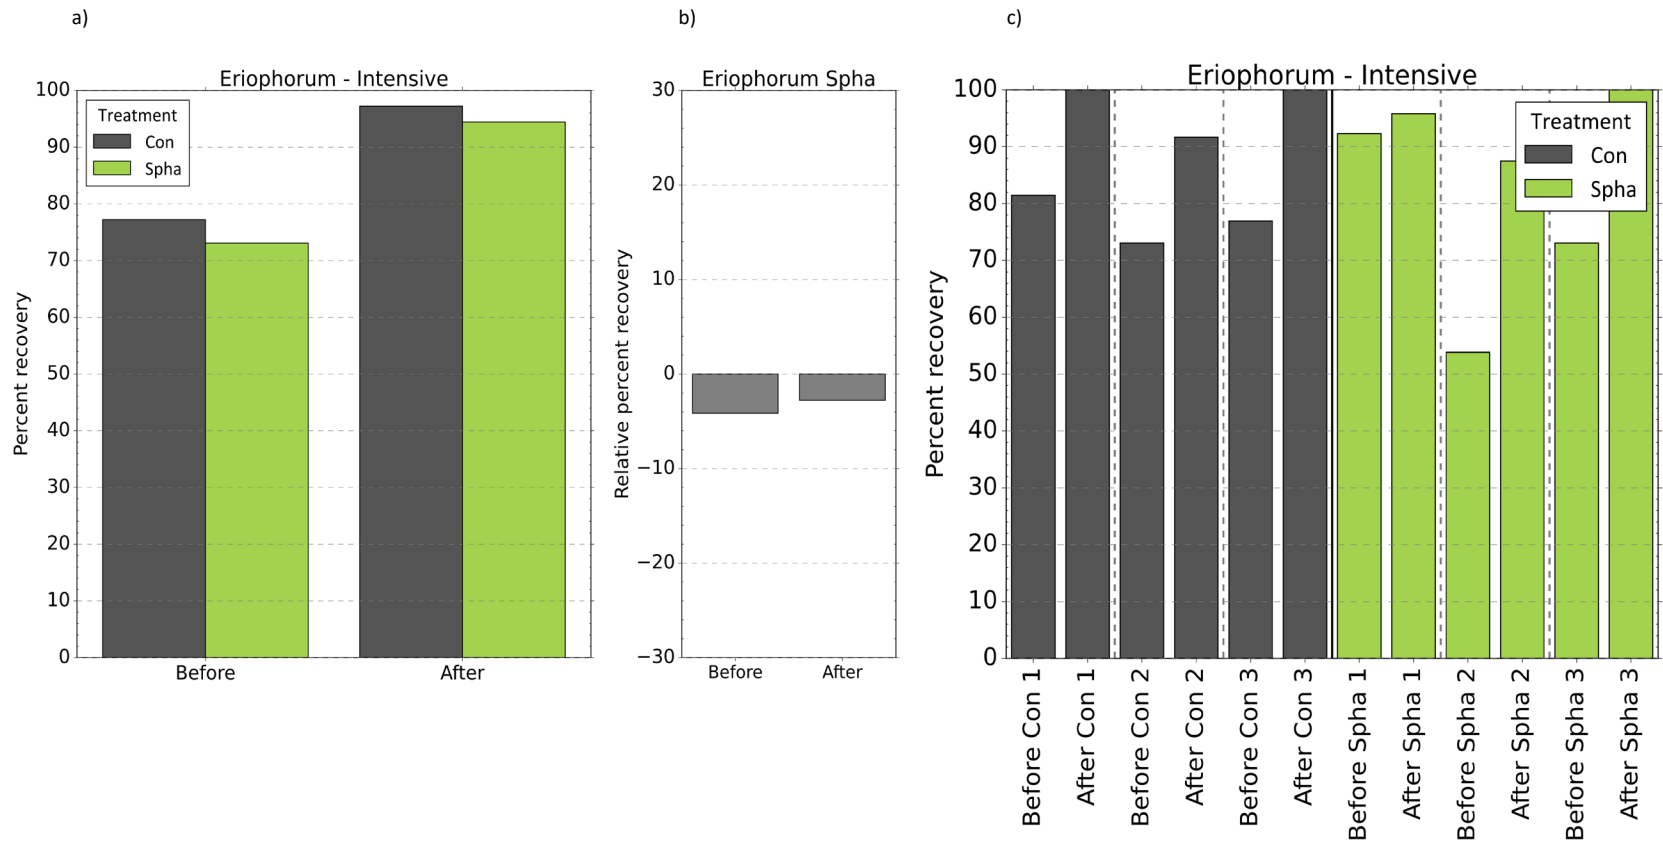 a)
Eriophorum - Intensive
Percent recovery
100
90
80
70
60
50
40
30
20
10
0
Treatment
Con
Spha
Before
After
b)
Eriophorum Spha
Relative percent recovery
30
20
10
0
−10
−20
−30
Before
After
c)
Eriophorum - Intensive
Percent recovery
100
90
80
70
60
50
40
30
20
10
0
Treatment
Con
Spha
Before Con 1
After Con 1
Before Con 2
After Con 2
Before Con 3
After Con 3
Before Spha 1
After Spha 1
Before Spha 2
After Spha 2
Before Spha 3
After Spha 3